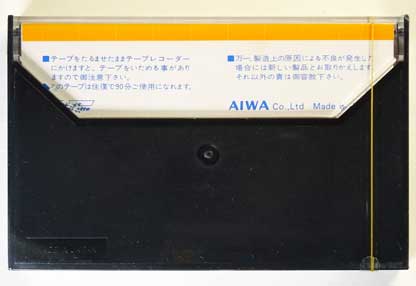 ■テープをたるませたままテープレコーダー
にかけますと、テープをいためる事があり
ますので御注意下さい。
このテープは往復で90分ご使用になれます。
■万一、製造上の原因による不良が発生した
場合には新しい製品とお取りかえします。
それ以外の責は御容赦下さい。
AIWA Co.,Ltd Made in